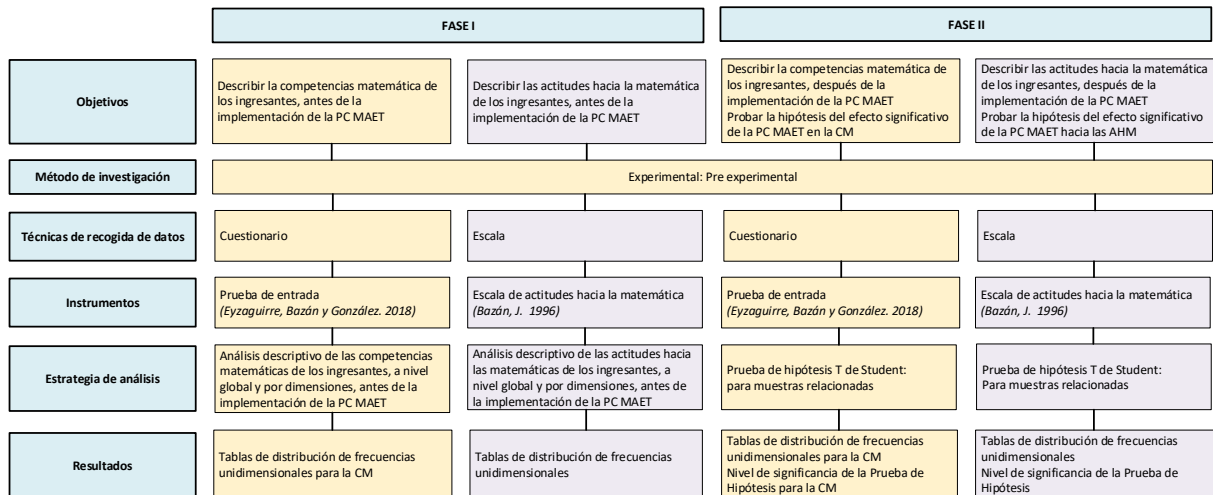 FASE I
FASE II
Objetivos
Describir la competencias matemática de
los ingresantes, antes de la
implementación de la PC MAET
Describir las actitudes hacia la matemática
de los ingresantes, antes de la
implementación de la PC MAET
Describir la competencias matemática de
los ingresantes, después de la
implementación de la PC MAET
Probar la hipótesis del efecto significativo
de la PC MAET en la CM
Describir las actitudes hacia la matemática
de los ingresantes, después de la
implementación de la PC MAET
Probar la hipótesis del efecto significativo
de la PC MAET hacia las AHM
Método de investigación
Experimental: Pre experimental
Técnicas de recogida de datos
Cuestionario
Escala
Cuestionario
Escala
Instrumentos
Prueba de entrada
(Eyzaguirre, Bazán y González. 2018)
Escala de actitudes hacia la matemática
(Bazán, J. 1996)
Prueba de entrada
(Eyzaguirre, Bazán y González. 2018)
Escala de actitudes hacia la matemática
(Bazán, J. 1996)
Estrategia de análisis
Análisis descriptivo de las competencias
matemáticas de los ingresantes, a nivel
global y por dimensiones, antes de la
implementación de la PC MAET
Análisis descriptivo de las actitudes hacia
las matemáticas de los ingresantes, a
nivel global y por dimensiones, antes de
la implementación de la PC MAET
Prueba de hipótesis T de Student:
para muestras relacionadas
Prueba de hipótesis T de Student:
Para muestras relacionadas
Resultados
Tablas de distribución de frecuencias
unidimensionales para la CM
Tablas de distribución de frecuencias
unidimensionales
Tablas de distribución de frecuencias
unidimensionales para la CM
Nivel de significancia de la Prueba de
Hipótesis para la CM
Tablas de distribución de frecuencias
unidimensionales
Nivel de significancia de la Prueba de
Hipótesis